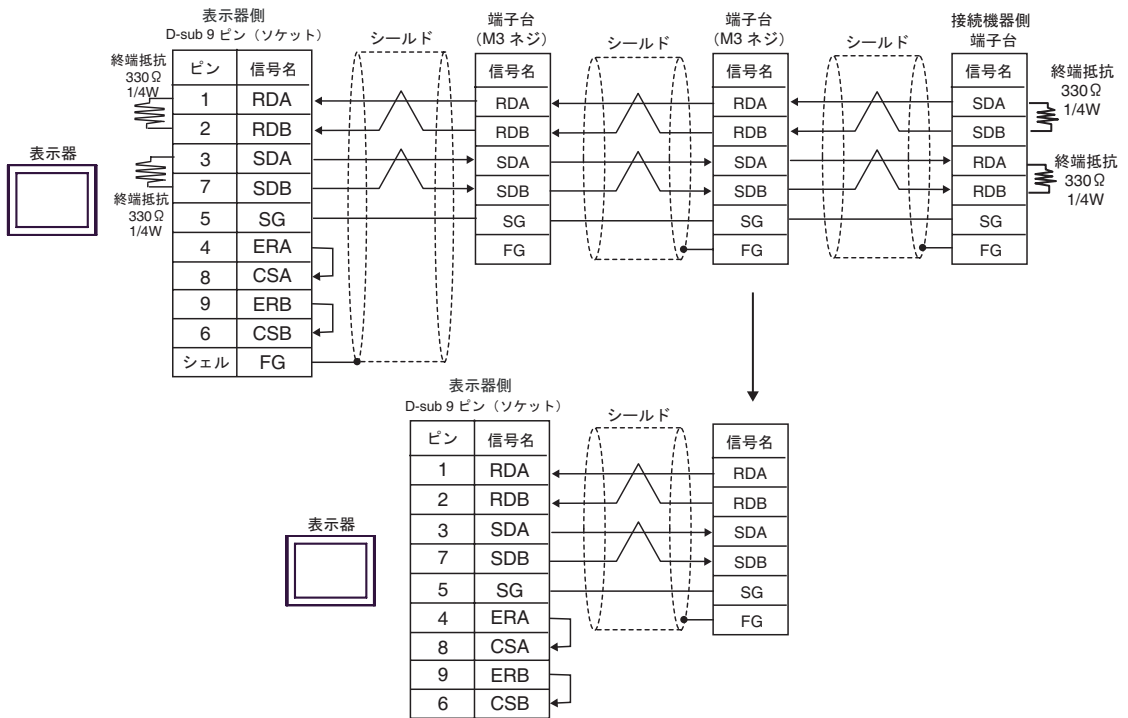 表示器側
D-sub 9 ピン（ソケット）
シールド
端子台
（M3 ネジ）
シールド
端子台
（M3 ネジ）
シールド
接続機器側
端子台
終端抵抗
330Ω
1/4W
ピン 信号名
1 RDA
2 RDB
3 SDA
7 SDB
5 SG
4 ERA
8 CSA
9 ERB
6 CSB
シェル FG
表示器
終端抵抗
330Ω
1/4W
信号名
RDA
RDB
SDA
SDB
SG
FG
信号名
RDA
RDB
SDA
SDB
SG
FG
信号名
SDA
SDB
RDA
RDB
SG
FG
終端抵抗
330Ω
1/4W
終端抵抗
330Ω
1/4W
表示器側
D-sub 9 ピン（ソケット）
シールド
表示器
ピン 信号名
1 RDA
2 RDB
3 SDA
7 SDB
5 SG
4 ERA
8 CSA
9 ERB
6 CSB
信号名
RDA
RDB
SDA
SDB
SG
FG